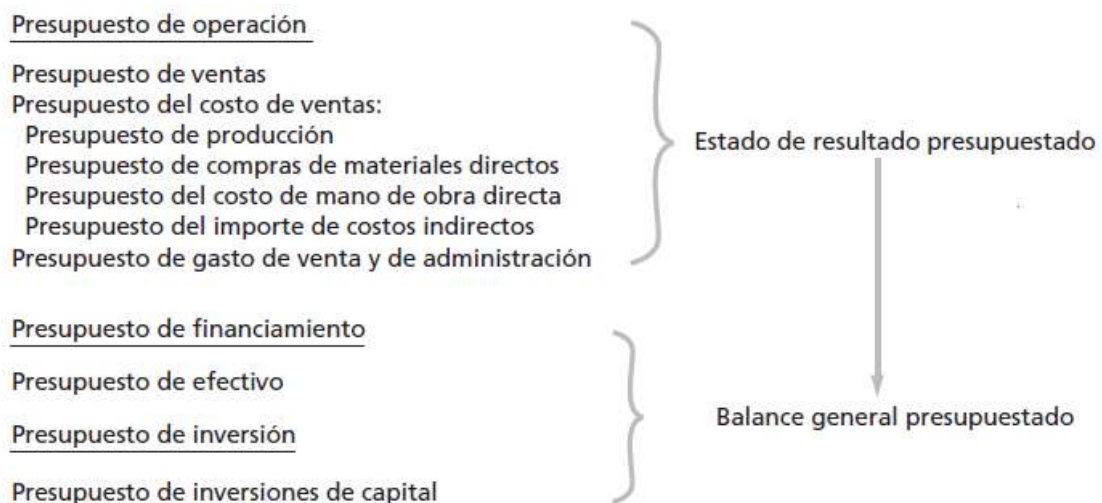 Presupuesto de operación
Presupuesto de ventas
Presupuesto del costo de ventas:
Presupuesto de producción
Presupuesto de compras de materiales directos
Presupuesto del costo de mano de obra directa
Presupuesto del importe de costos indirectos
Presupuesto de gasto de venta y de administración
Estado de resultado presupuestado
Presupuesto de financiamiento
Presupuesto de efectivo
Presupuesto de inversión
Presupuesto de inversiones de capital
Balance general presupuestado